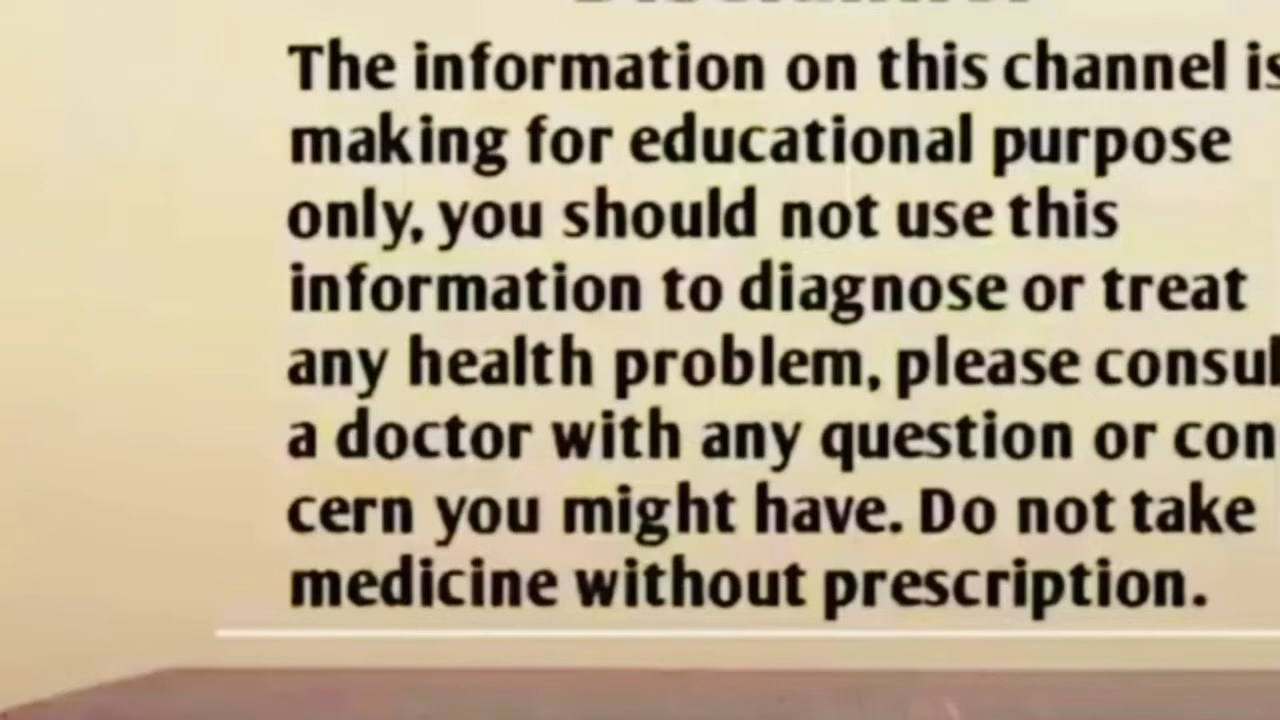 The information on this channel is
making for educational purpose
only, you should not use this
information to diagnose or treat
any health problem, please consul
a doctor with any question or con
cern you might have. Do not take
medicine without prescription.